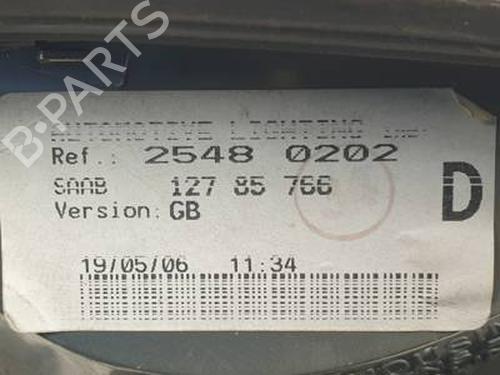 B-PARTS
AUTOMOTIVE LIGHTING
Ref.: 2548 0202
SAAB 127 85 766
Version: GB
D
19/05/06 11:34